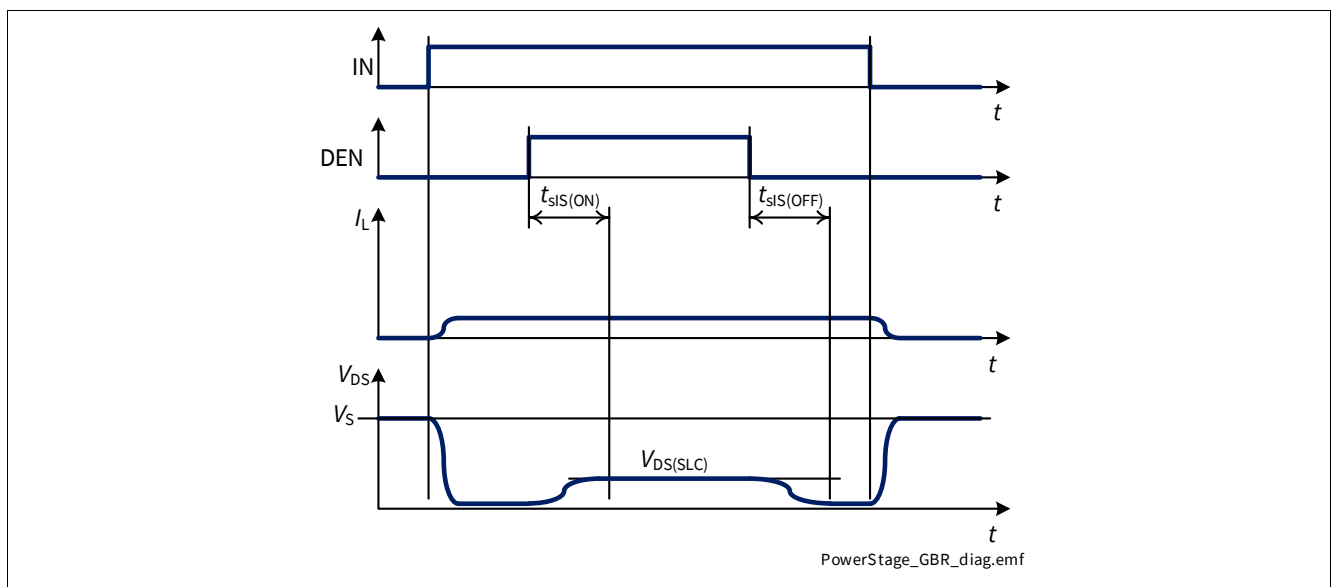 IN
t
DEN
t
tsIS(ON)
tsIS(OFF)
IL
t
VDS
VS
VDS(SLC)
t
PowerStage_GBR_diag.emf